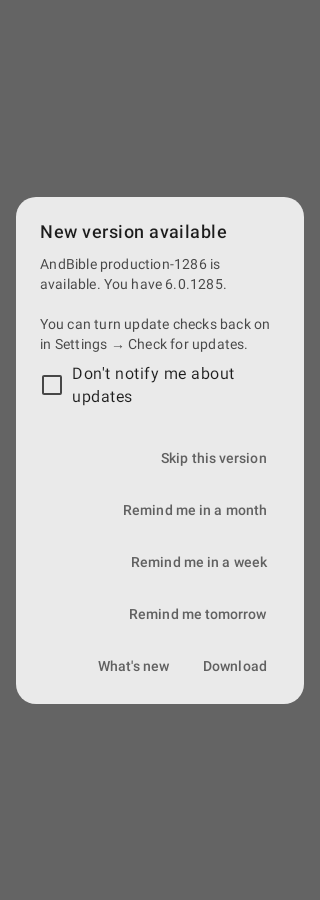 New version available
AndBible production-1286 is
available. You have 6.0.1285.
You can turn update checks back on
in Settings → Check for updates.
Don't notify me about
updates
Skip this version
Remind me in a month
Remind me in a week
Remind me tomorrow
What's new Download